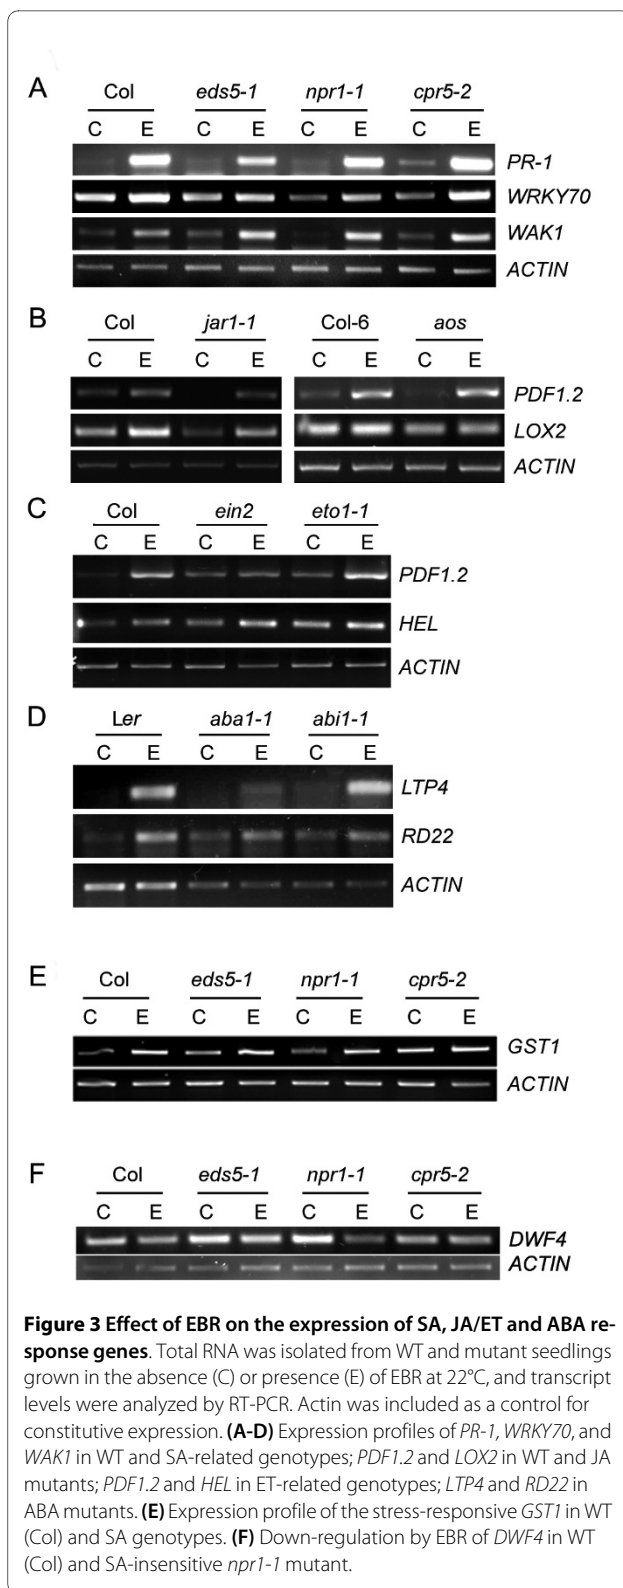 A
Col eds5-1 npr1-1 cpr5-2
C E C E C E C E
PR-1
WRKY70
WAK1
ACTIN
B
Col jar1-1 Col-6 aos
C E C E C E C E
PDF1.2
LOX2
ACTIN
C
Col ein2 eto1-1
C E C E C E
PDF1.2
HEL
ACTIN
D
Ler aba1-1 abi1-1
C E C E C E
LTP4
RD22
ACTIN
E
Col eds5-1 npr1-1 cpr5-2
C E C E C E C E
GST1
ACTIN
F
Col eds5-1 npr1-1 cpr5-2
C E C E C E C E
DWF4
ACTIN
Figure 3 Effect of EBR on the expression of SA, JA/ET and ABA re-
sponse genes. Total RNA was isolated from WT and mutant seedlings
grown in the absence (C) or presence (E) of EBR at 22°C, and transcript
levels were analyzed by RT-PCR. Actin was included as a control for
constitutive expression. (A-D) Expression profiles of PR-1, WRKY70, and
WAK1 in WT and SA-related genotypes; PDF1.2 and LOX2 in WT and JA
mutants; PDF1.2 and HEL in ET-related genotypes; LTP4 and RD22 in
ABA mutants. (E) Expression profile of the stress-responsive GST1 in WT
(Col) and SA genotypes. (F) Down-regulation by EBR of DWF4 in WT
(Col) and SA-insensitive npr1-1 mutant.